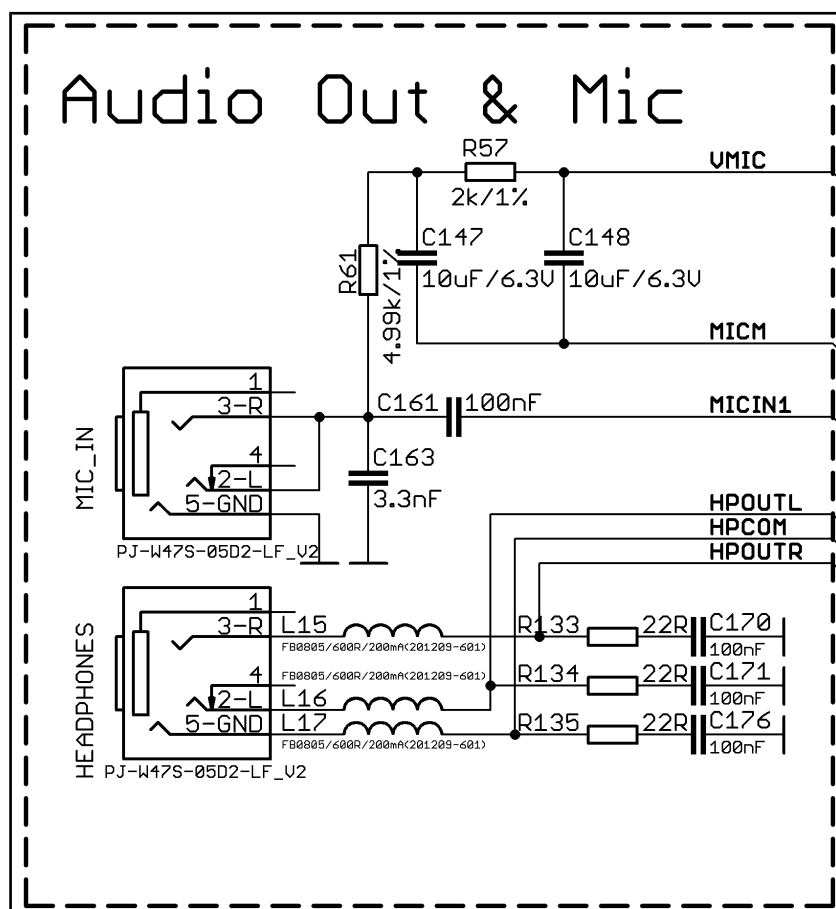 Audio Out & Mic
R57
VMIC
2k/1%
C147
C148
R61
4.99k/1%
10uF/6.3V
10uF/6.3V
MICM
1
3-R
C161
100nF
MICIN1
MIC_IN
4
C163
2-L
5-GND
3.3nF
HPOUTL
HPCOM
HPOUTR
PJ-W47S-05D2-LF_V2
1
3-R
L15
R133
22R
C170
FB0805/600R/200mA(201209-601)
100nF
HEADPHONES
4
FB0805/600R/200mA(201209-601)
R134
22R
C171
2-L
L16
100nF
5-GND
L17
R135
22R
C176
FB0805/600R/200mA(201209-601)
100nF
PJ-W47S-05D2-LF_V2